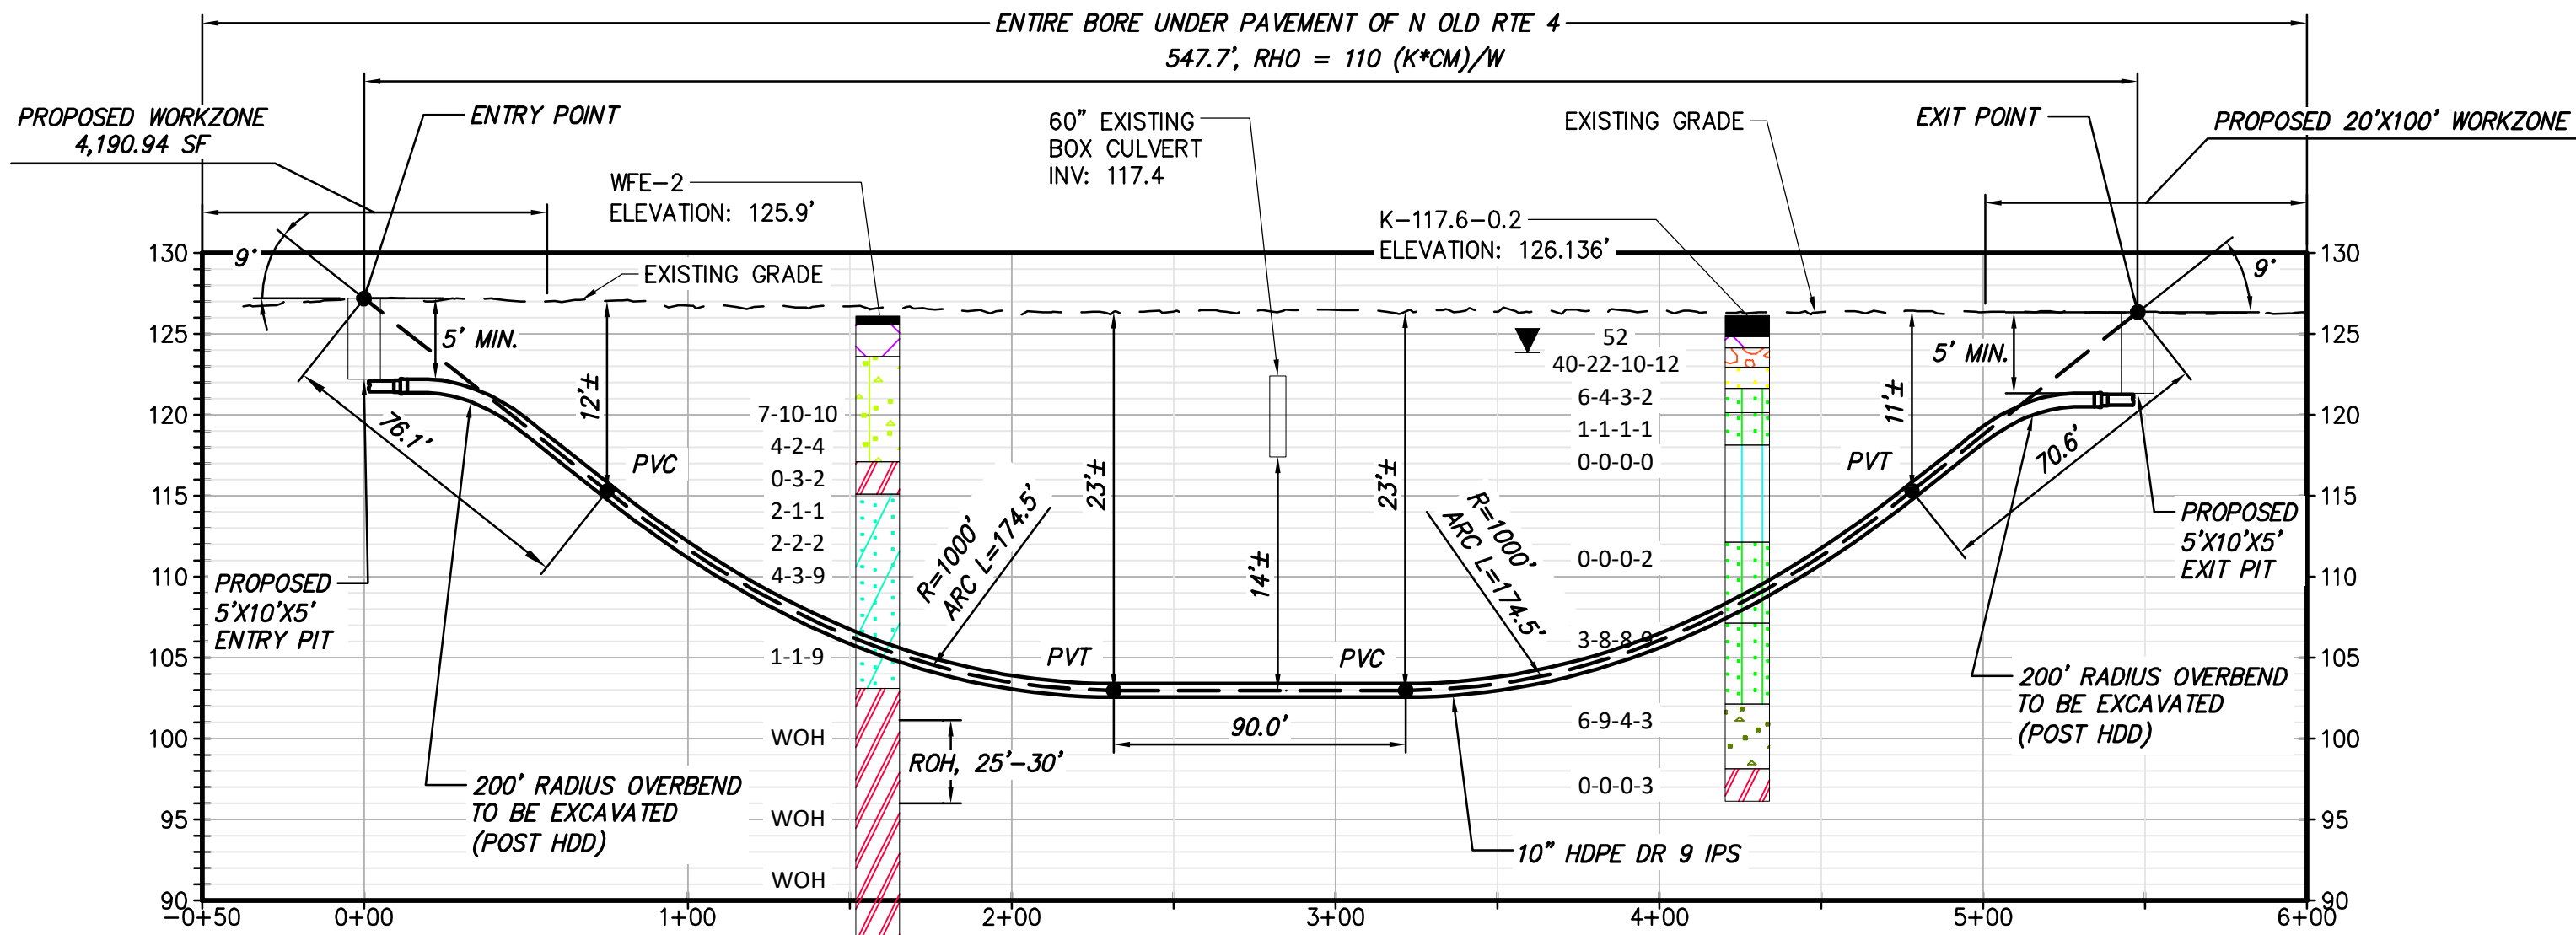 ENTIRE BORE UNDER PAVEMENT OF N OLD RTE 4
547.7', RHO = 110 (K*CM)/W
PROPOSED WORKZONE
4,190.94 SF
ENTRY POINT
60" EXISTING
BOX CULVERT
INV: 117.4
EXISTING GRADE
EXIT POINT
PROPOSED 20'X100' WORKZONE
WFE-2
ELEVATION: 125.9'
K-117.6-0.2
ELEVATION: 126.136'
9°
EXISTING GRADE
9°
130
125
120
115
110
105
100
95
90
130
125
120
115
110
105
100
95
90
5' MIN.
12'±
76.1'
PVC
7-10-10
4-2-4
0-3-2
2-1-1
2-2-2
4-3-9
1-1-9
WOH
WOH
WOH
R=1000'
ARC L=174.5'
23'±
14'±
23'±
R=1000'
ARC L=174.5'
52
40-22-10-12
6-4-3-2
1-1-1-1
0-0-0-0
0-0-0-2
3-8-8-9
6-9-4-3
0-0-0-3
5' MIN.
11'±
PVT
70.6'
PROPOSED
5'X10'X5'
ENTRY PIT
PROPOSED
5'X10'X5'
EXIT PIT
PVT
PVC
90.0'
ROH, 25'-30'
200' RADIUS OVERBEND
TO BE EXCAVATED
(POST HDD)
200' RADIUS OVERBEND
TO BE EXCAVATED
(POST HDD)
10" HDPE DR 9 IPS
-0+50
0+00
1+00
2+00
3+00
4+00
5+00
6+00